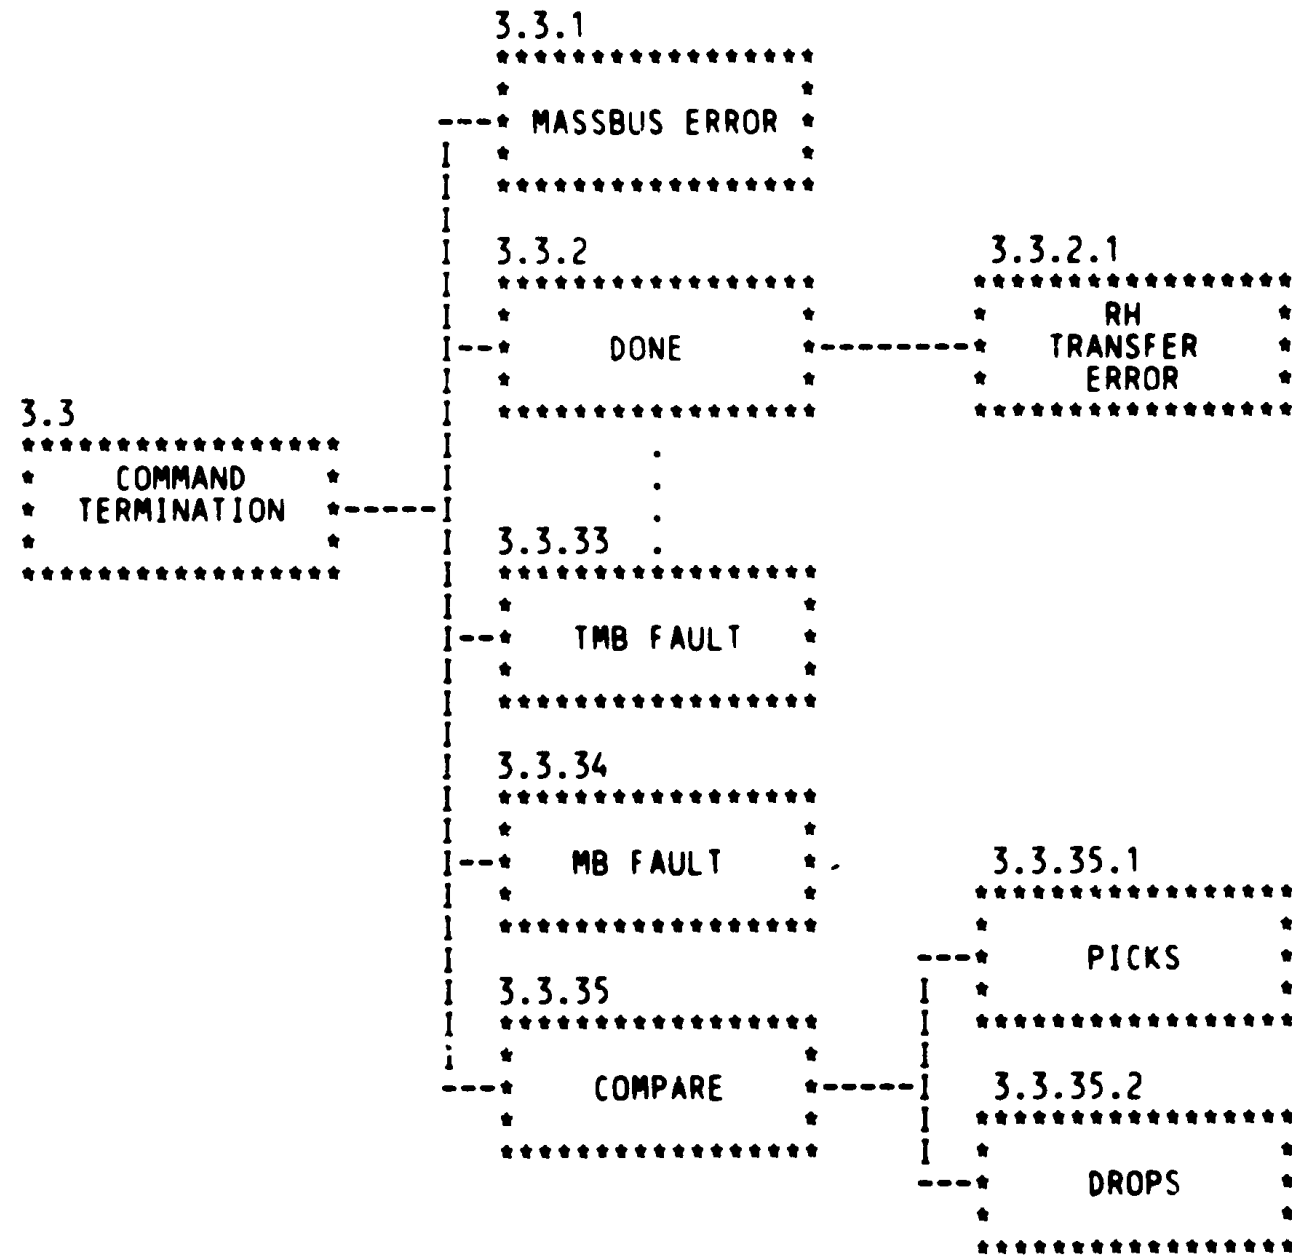 3.3.1
MASSBUS ERROR
3.3.2
DONE
3.3.2.1
RH
TRANSFER
ERROR
3.3
COMMAND
TERMINATION
3.3.33
TMB FAULT
3.3.34
MB FAULT
3.3.35
COMPARE
3.3.35.1
PICKS
3.3.35.2
DROPS